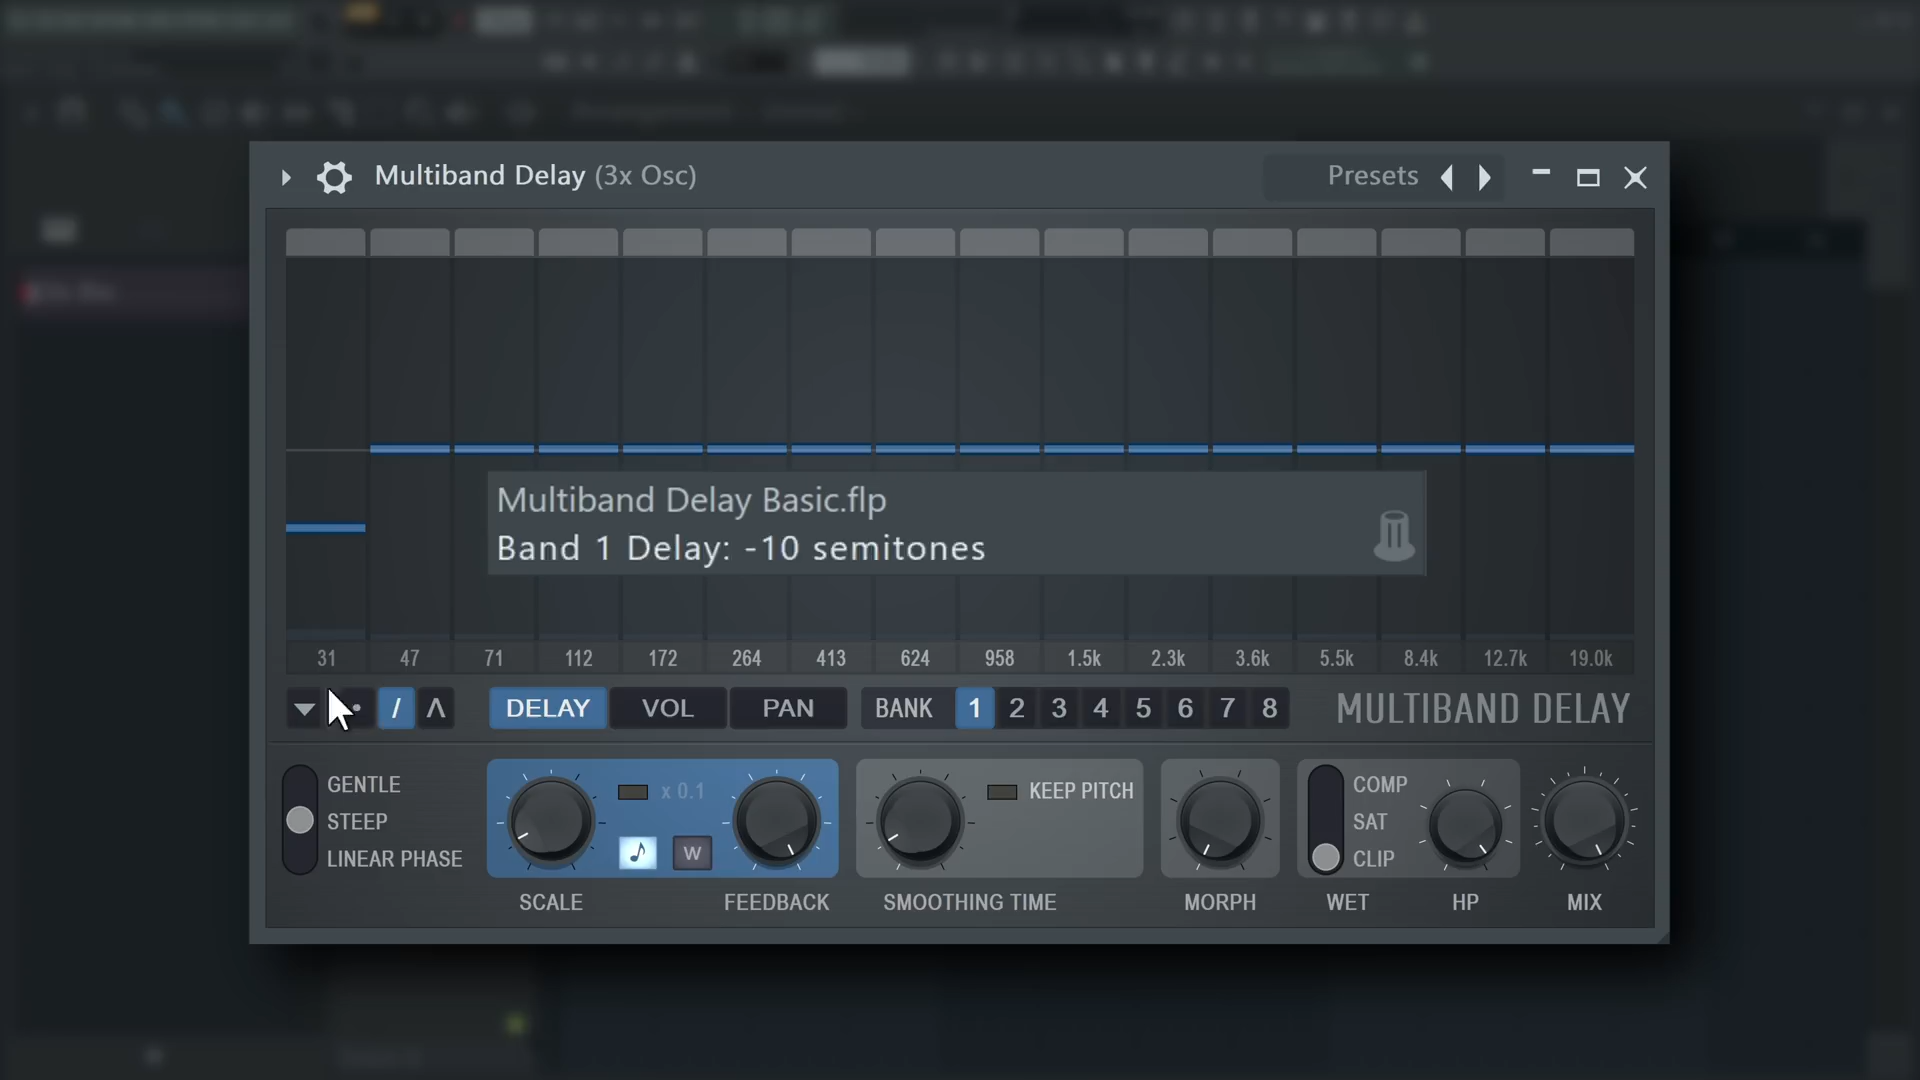 Multiband Delay (3x Osc)
Presets
Multiband Delay Basic.flp
Band 1 Delay: -10 semitones
31 47 71 112 172 264 413 624 958 1.5k 2.3k 3.6k 5.5k 8.4k 12.7k 19.0k
DELAY VOL PAN BANK 1 2 3 4 5 6 7 8 MULTIBAND DELAY
GENTLE
STEEP
LINEAR PHASE
x 0.1
W
SCALE
FEEDBACK
KEEP PITCH
SMOOTHING TIME
MORPH
COMP
SAT
CLIP
WET
HP
MIX